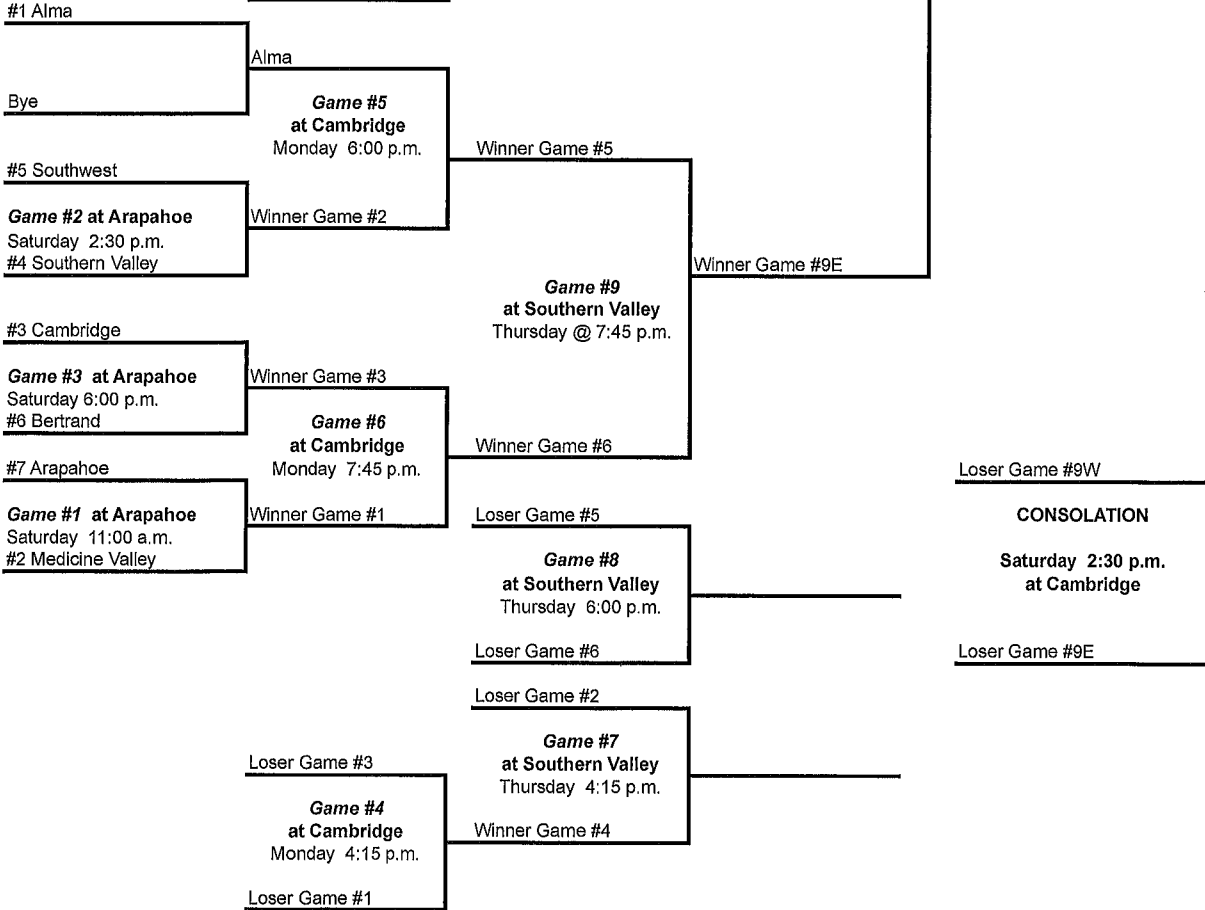 #1 Alma
Alma
Bye
Game #5
at Cambridge
Monday 6:00 p.m.
Winner Game #5
#5 Southwest
Game #2 at Arapahoe
Saturday 2:30 p.m.
#4 Southern Valley
Winner Game #2
Winner Game #9E
Game #9
at Southern Valley
Thursday @ 7:45 p.m.
#3 Cambridge
Game #3 at Arapahoe
Saturday 6:00 p.m.
#6 Bertrand
Winner Game #3
Game #6
at Cambridge
Monday 7:45 p.m.
Winner Game #6
#7 Arapahoe
Game #1 at Arapahoe
Saturday 11:00 a.m.
#2 Medicine Valley
Winner Game #1
Loser Game #5
Game #8
at Southern Valley
Thursday 6:00 p.m.
Loser Game #6
Loser Game #9W
CONSOLATION
Saturday 2:30 p.m.
at Cambridge
Loser Game #9E
Loser Game #2
Game #7
at Southern Valley
Thursday 4:15 p.m.
Winner Game #4
Loser Game #3
Game #4
at Cambridge
Monday 4:15 p.m.
Loser Game #1